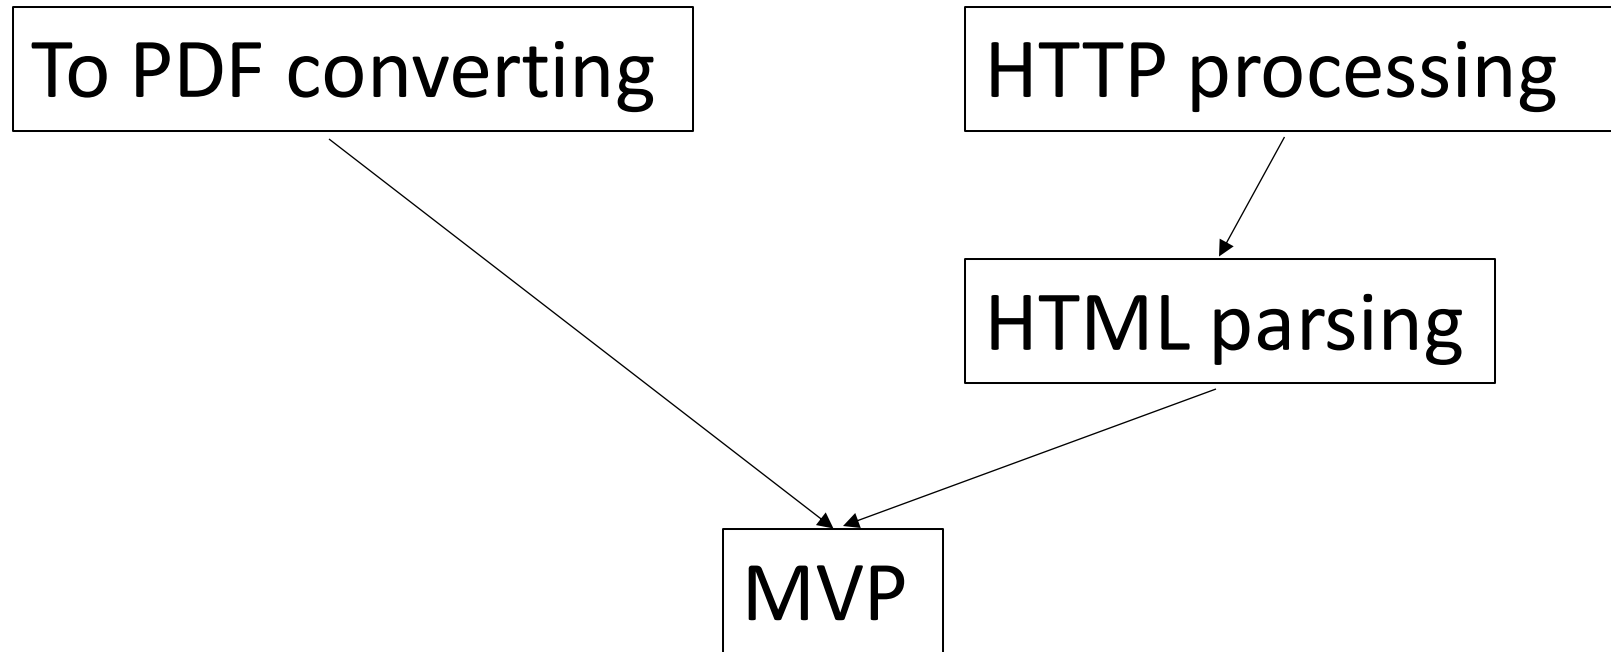 To PDF converting
HTTP processing
HTML parsing
MVP